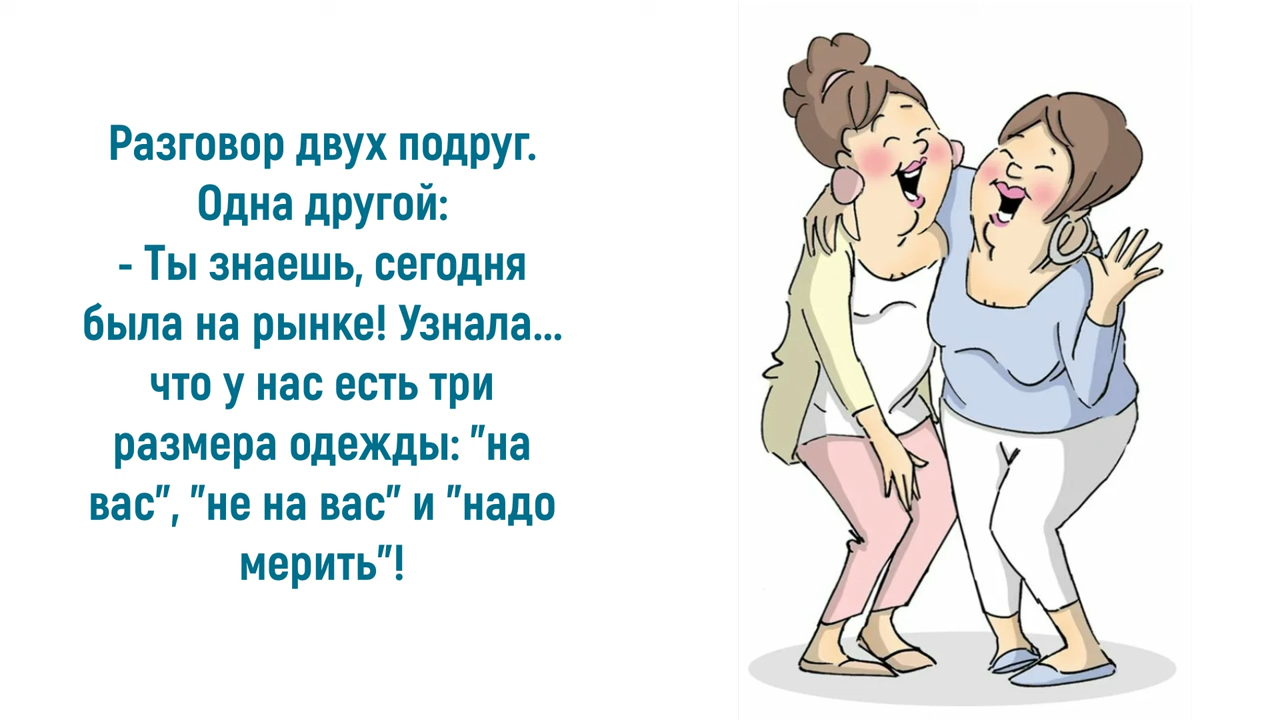 Разговор двух подруг.
Одна другой:
- Ты знаешь, сегодня
была на рынке! Узнала...
что у нас есть три
размера одежды: "на
вас", "не на вас" и "надо
мерить"!